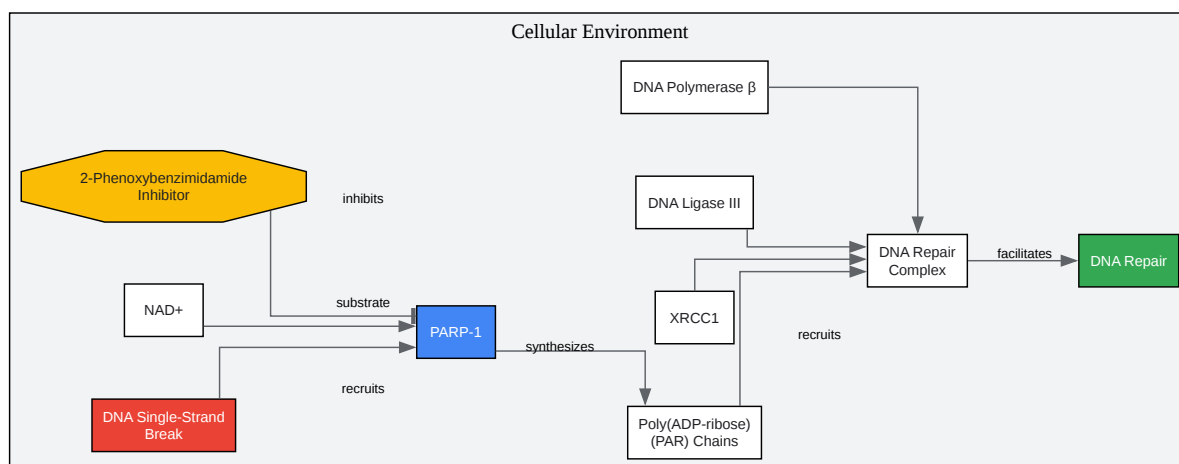 Cellular Environment
DNA Polymerase β
2-Phenoxybenzimidamide
Inhibitor
inhibits
DNA Ligase III
DNA Repair
Complex
facilitates
DNA Repair
NAD+
substrate
PARP-1
XRCC1
recruits
synthesizes
recruits
DNA Single-Strand
Break
Poly(ADP-ribose)
(PAR) Chains